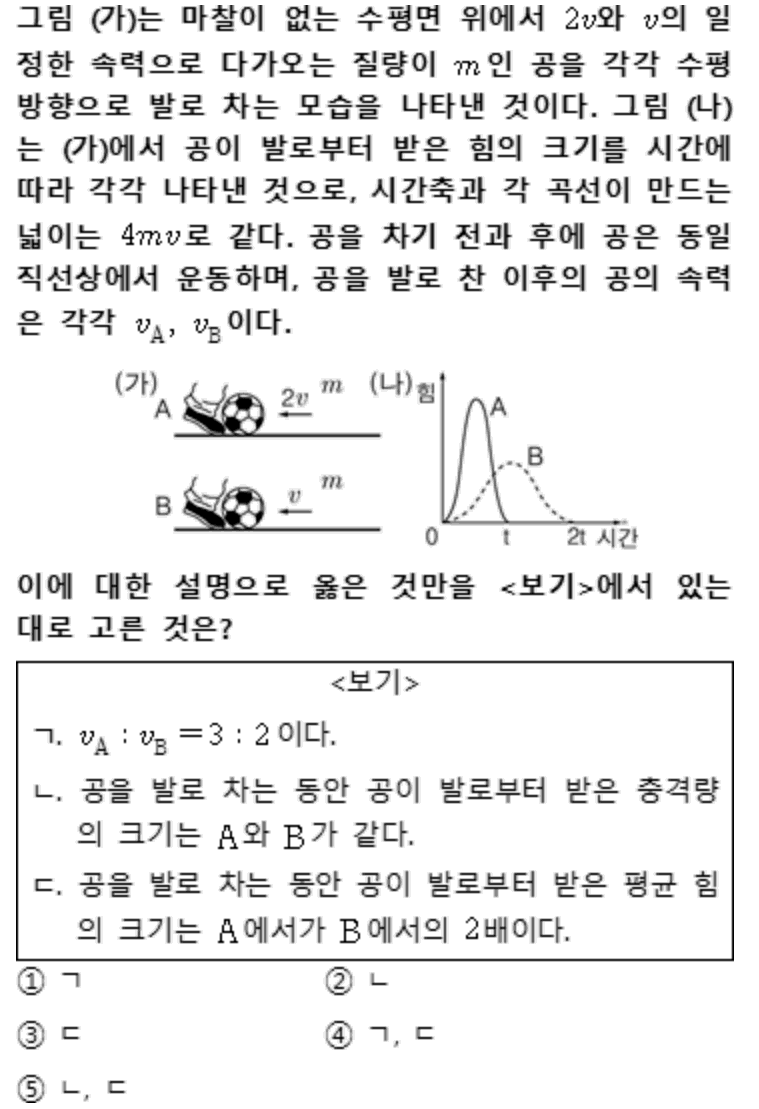 그림 (가)는 마찰이 없는 수평면 위에서 2v와 v의 일
정한 속력으로 다가오는 질량이 m인 공을 각각 수평
방향으로 발로 차는 모습을 나타낸 것이다. 그림 (나)
는 (가)에서 공이 발로부터 받은 힘의 크기를 시간에
따라 각각 나타낸 것으로, 시간축과 각 곡선이 만드는
넓이는 4mv로 같다. 공을 차기 전과 후에 공은 동일
직선상에서 운동하며, 공을 발로 찬 이후의 공의 속력
은 각각 v_A, v_B이다.
(가)
A
2v m
B
v m
(나)
힘
A
B
0 t 2t 시간
이에 대한 설명으로 옳은 것만을 <보기>에서 있는
대로 고른 것은?
<보기>
ㄱ. v_A : v_B = 3 : 2이다.
ㄴ. 공을 발로 차는 동안 공이 발로부터 받은 충격량
의 크기는 A와 B가 같다.
ㄷ. 공을 발로 차는 동안 공이 발로부터 받은 평균 힘
의 크기는 A에서가 B에서의 2배이다.
① ㄱ ② ㄴ
③ ㄷ ④ ㄱ, ㄷ
⑤ ㄴ, ㄷ